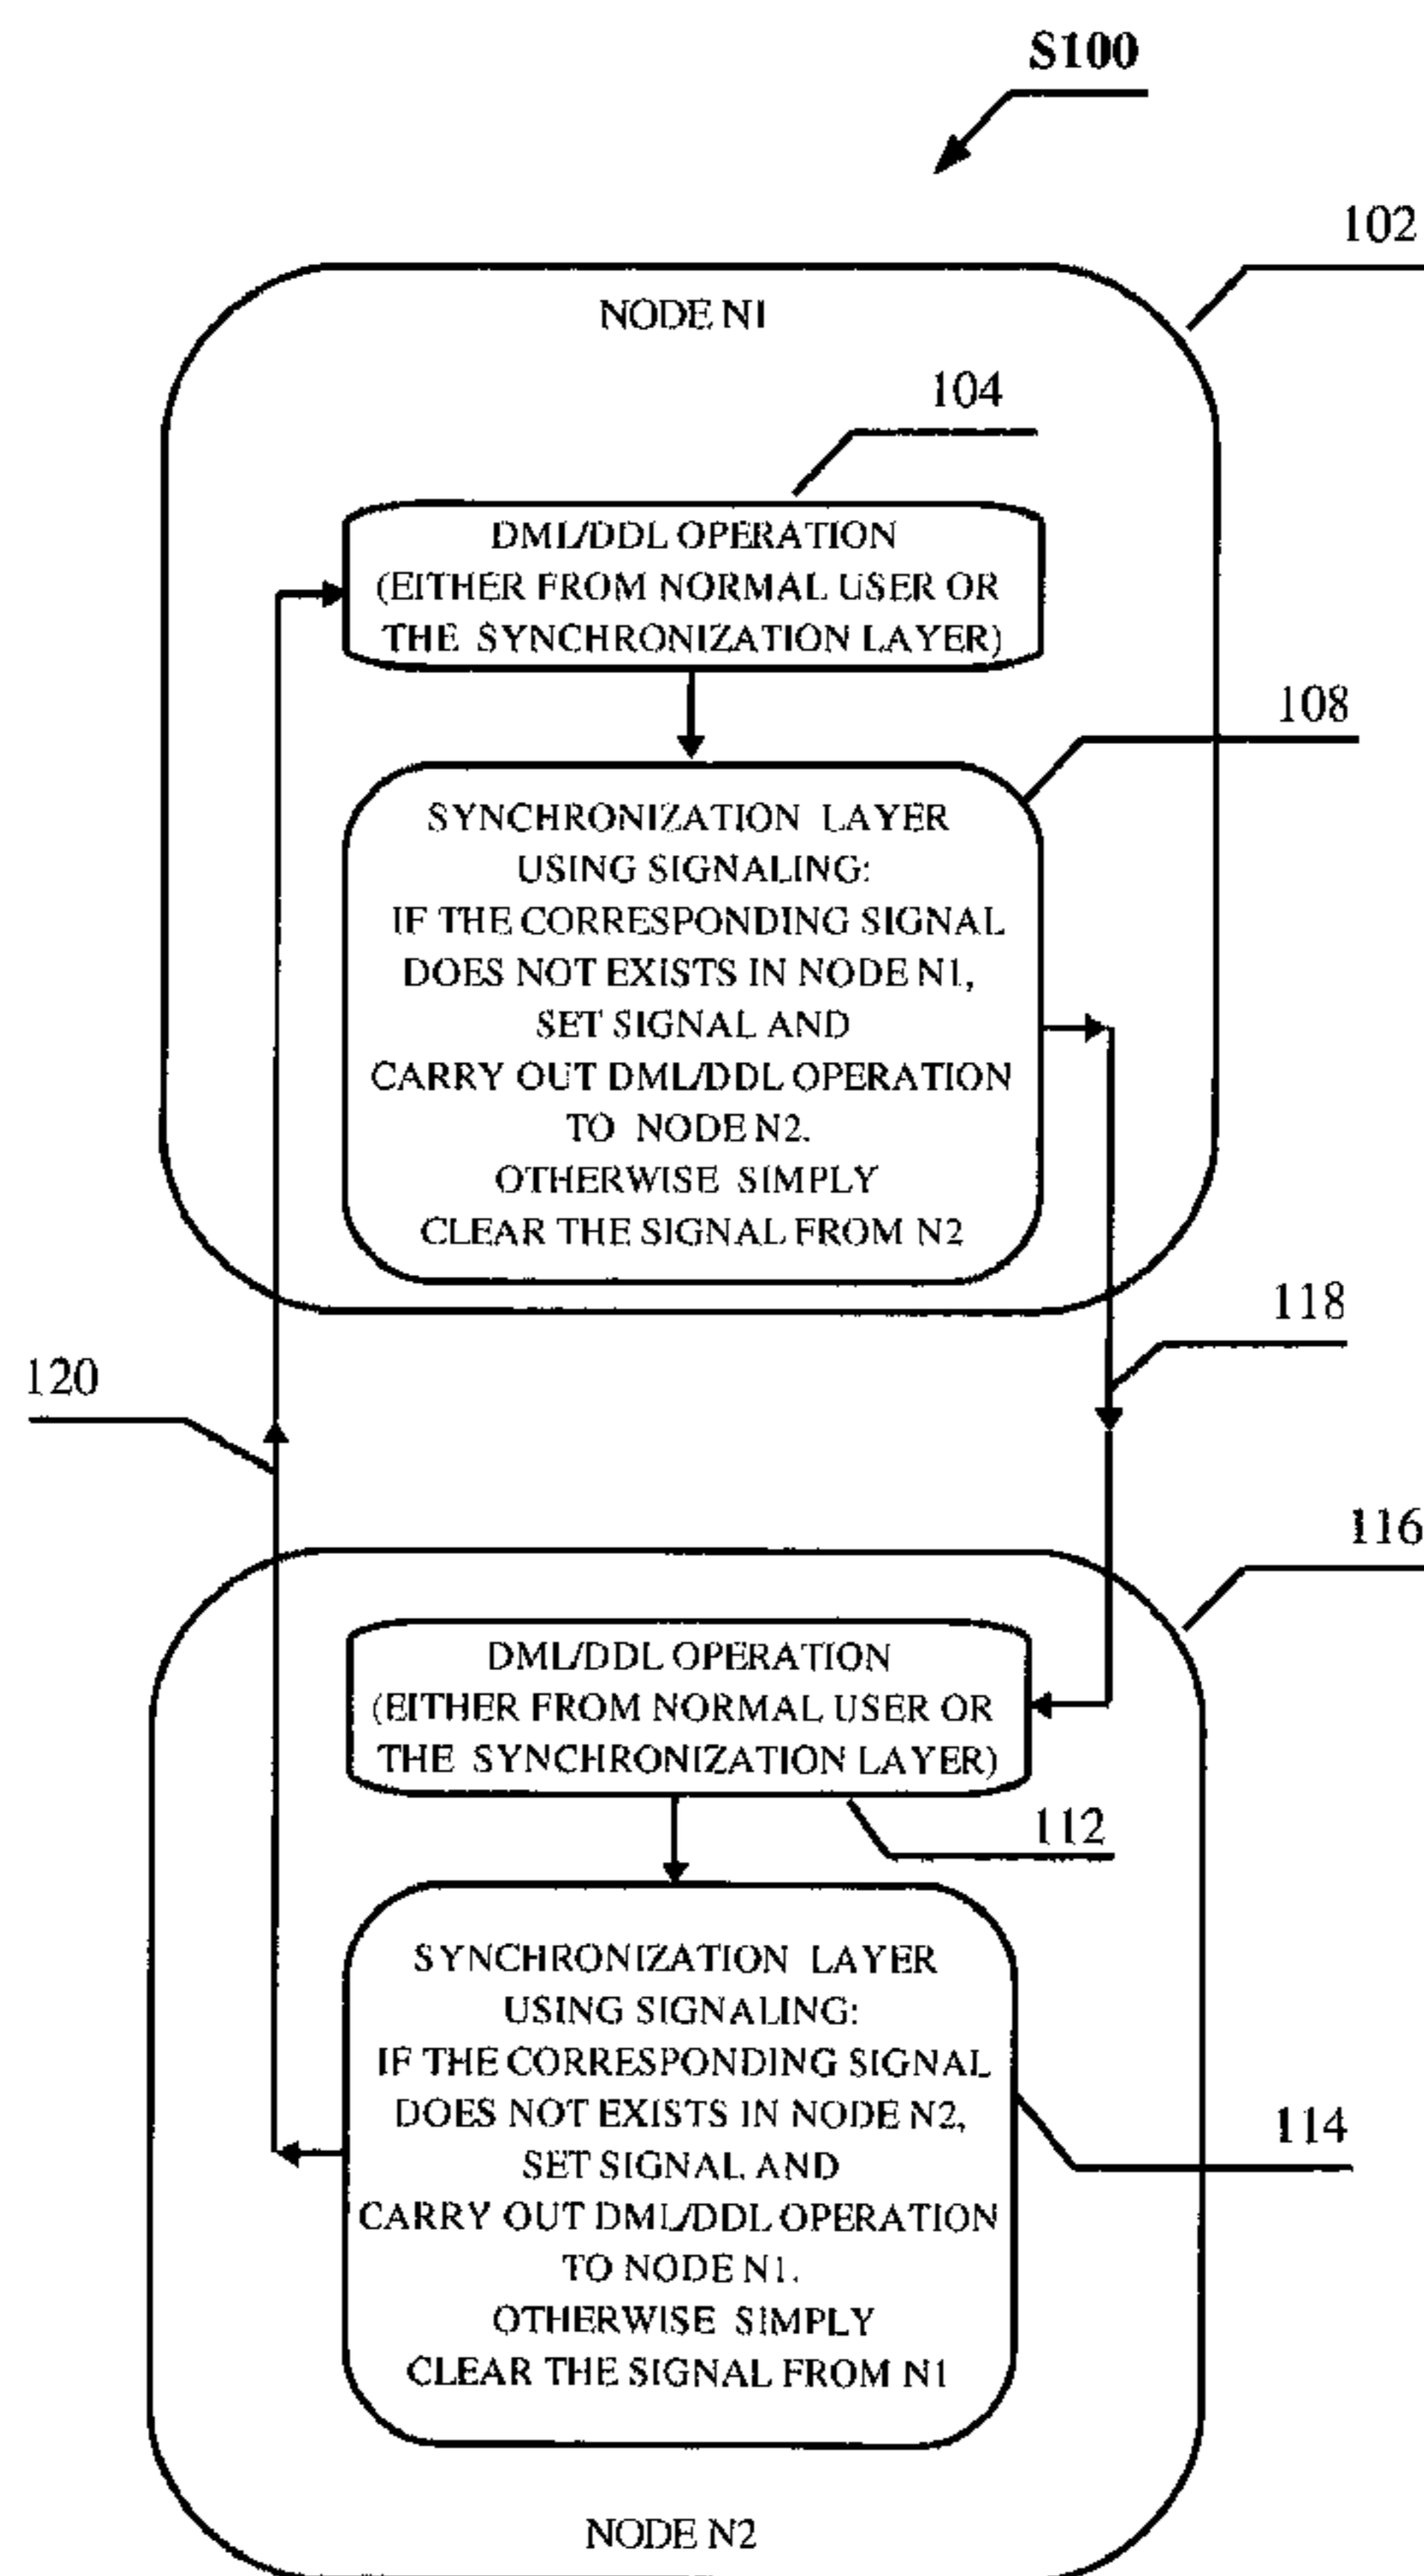 S100
102
NODE N1
104
DML/DDL OPERATION
(EITHER FROM NORMAL USER OR
THE SYNCHRONIZATION LAYER)
108
SYNCHRONIZATION LAYER
USING SIGNALING:
IF THE CORRESPONDING SIGNAL
DOES NOT EXISTS IN NODE N1,
SET SIGNAL AND
CARRY OUT DML/DDL OPERATION
TO NODE N2.
OTHERWISE SIMPLY
CLEAR THE SIGNAL FROM N2
118
120
116
DML/DDL OPERATION
(EITHER FROM NORMAL USER OR
THE SYNCHRONIZATION LAYER)
112
SYNCHRONIZATION LAYER
USING SIGNALING:
IF THE CORRESPONDING SIGNAL
DOES NOT EXISTS IN NODE N2,
SET SIGNAL AND
CARRY OUT DML/DDL OPERATION
TO NODE N1.
OTHERWISE SIMPLY
CLEAR THE SIGNAL FROM N1
114
NODE N2